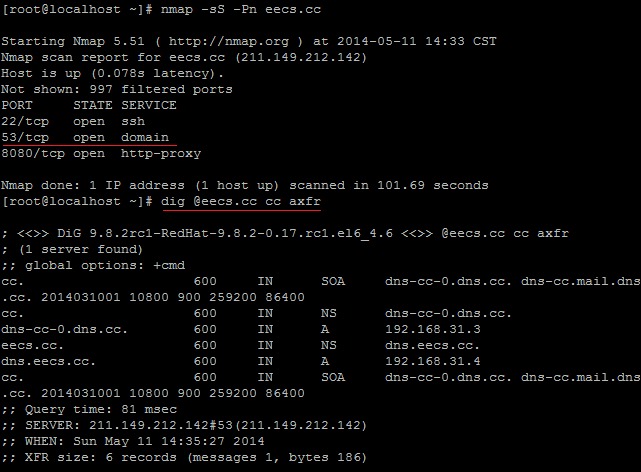 [root@localhost ~]# nmap -sS -Pn eecs.cc
Starting Nmap 5.51 ( http://nmap.org ) at 2014-05-11 14:33 CST
Nmap scan report for eecs.cc (211.149.212.142)
Host is up (0.078s latency).
Not shown: 997 filtered ports
PORT     STATE SERVICE
22/tcp   open  ssh
53/tcp   open  domain
8080/tcp open  http-proxy
Nmap done: 1 IP address (1 host up) scanned in 101.69 seconds
[root@localhost ~]# dig @eecs.cc cc axfr
; <<>> DiG 9.8.2rc1-RedHat-9.8.2-0.17.rc1.el6_4.6 <<>> @eecs.cc cc axfr
; (1 server found)
;; global options: +cmd
cc.                     600     IN      SOA     dns-cc-0.dns.cc. dns-cc.mail.dns
.cc. 2014031001 10800 900 259200 86400
cc.                     600     IN      NS      dns-cc-0.dns.cc.
dns-cc-0.dns.cc.        600     IN      A       192.168.31.3
eecs.cc.                600     IN      NS      dns.eecs.cc.
dns.eecs.cc.            600     IN      A       192.168.31.4
cc.                     600     IN      SOA     dns-cc-0.dns.cc. dns-cc.mail.dns
.cc. 2014031001 10800 900 259200 86400
;; Query time: 81 msec
;; SERVER: 211.149.212.142#53(211.149.212.142)
;; WHEN: Sun May 11 14:35:27 2014
;; XFR size: 6 records (messages 1, bytes 186)